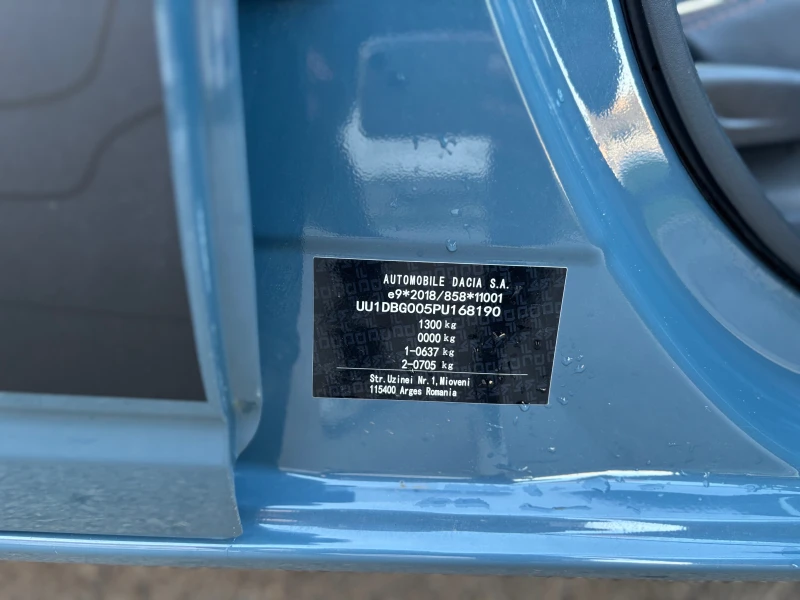 AUTOMOBILE DACIA S.A.
e9*2018/858*11001
UU1DBG005PU168190
1300 kg
0000 kg
1-0637 kg
2-0705 kg
Str.Uzinei Nr.1,Mioveni
115400 Arges Romania